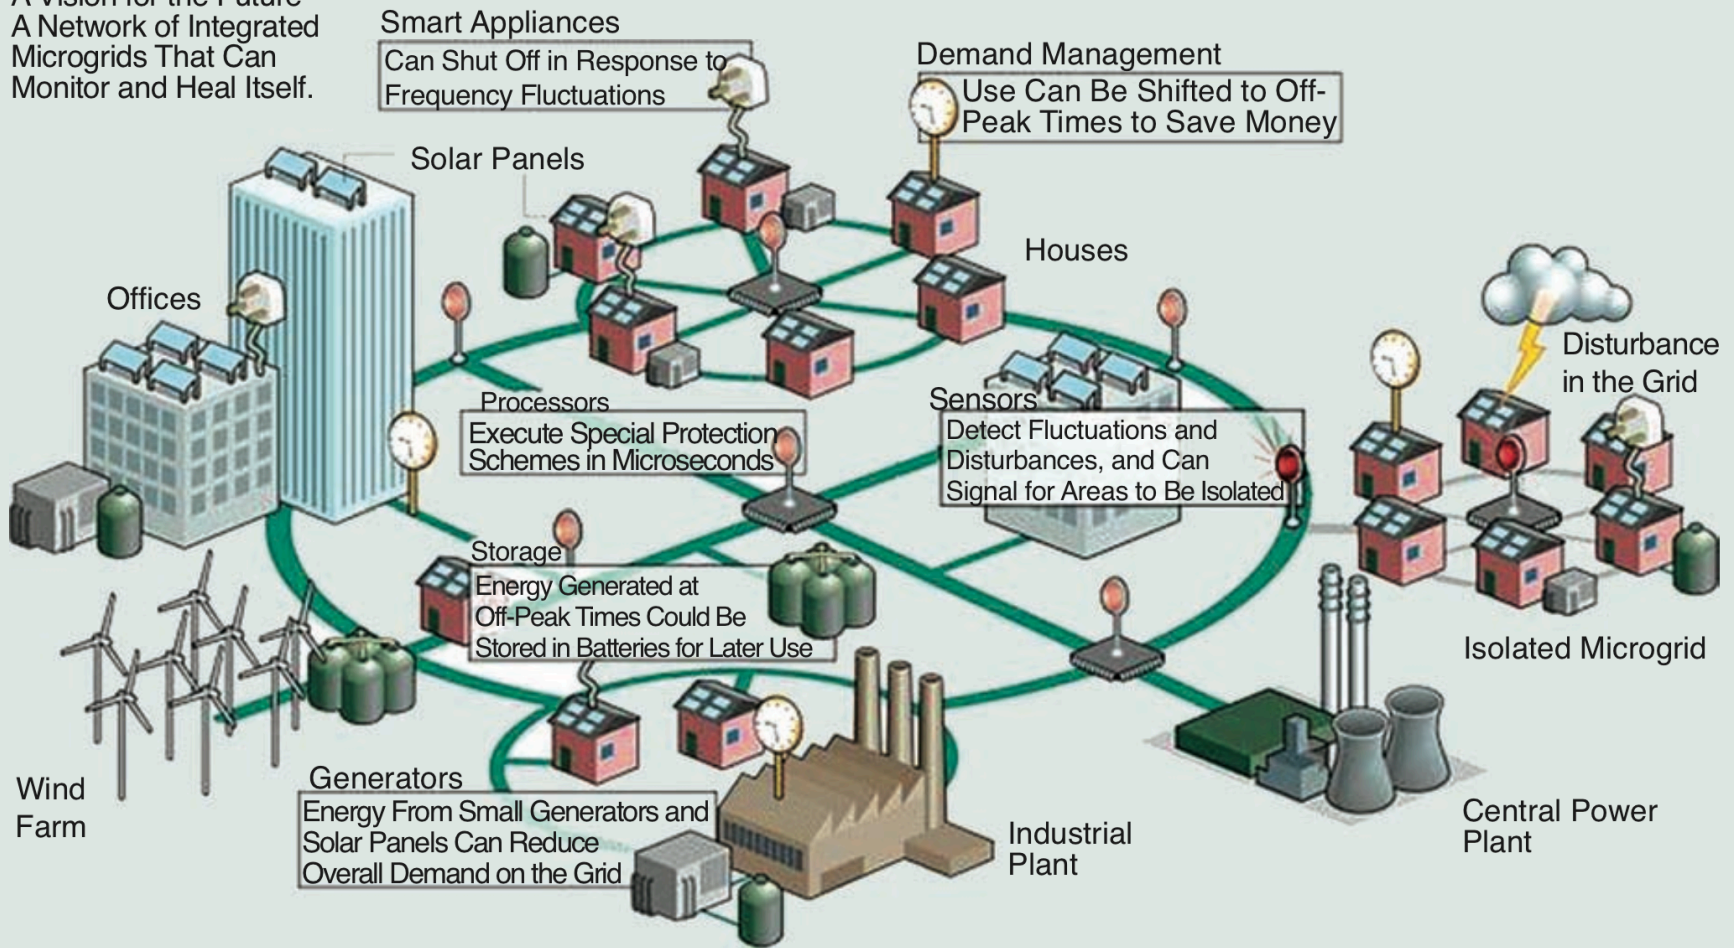 A Vision for the Future
A Network of Integrated
Microgrids That Can
Monitor and Heal Itself.
Smart Appliances
Can Shut Off in Response to
Frequency Fluctuations
Demand Management
Use Can Be Shifted to Off-
Peak Times to Save Money
Solar Panels
Houses
Offices
Disturbance
in the Grid
Processors
Execute Special Protection
Schemes in Microseconds
Sensors
Detect Fluctuations and
Disturbances, and Can
Signal for Areas to Be Isolated
Storage
Energy Generated at
Off-Peak Times Could Be
Stored in Batteries for Later Use
Isolated Microgrid
Wind
Farm
Generators
Energy From Small Generators and
Solar Panels Can Reduce
Overall Demand on the Grid
Industrial
Plant
Central Power
Plant